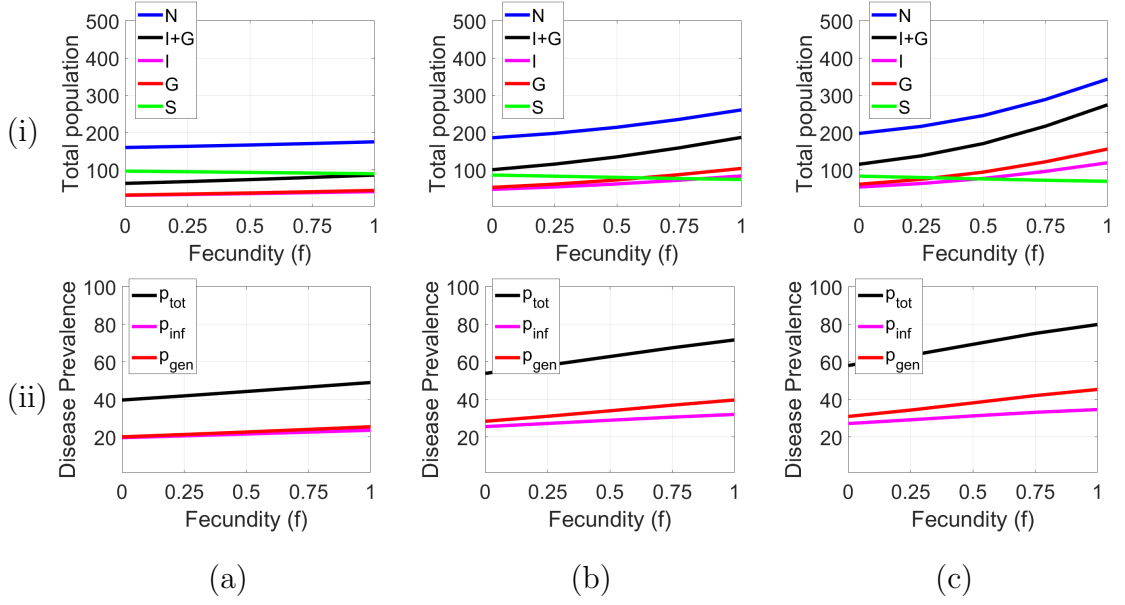 (i)
Total population
500
400
300
200
100
N
I+G
I
G
S
0 0.25 0.5 0.75 1
Fecundity (f)
Total population
500
400
300
200
100
N
I+G
I
G
S
0 0.25 0.5 0.75 1
Fecundity (f)
Total population
500
400
300
200
100
N
I+G
I
G
S
0 0.25 0.5 0.75 1
Fecundity (f)
(ii)
Disease Prevalence
100
80
60
40
20
p_tot
p_inf
p_gen
0 0.25 0.5 0.75 1
Fecundity (f)
Disease Prevalence
100
80
60
40
20
p_tot
p_inf
p_gen
0 0.25 0.5 0.75 1
Fecundity (f)
Disease Prevalence
100
80
60
40
20
p_tot
p_inf
p_gen
0 0.25 0.5 0.75 1
Fecundity (f)
(a) (b) (c)